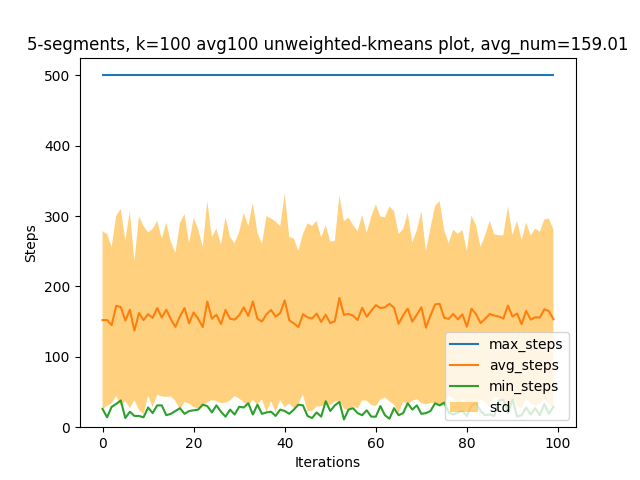 5-segments, k=100 avg100 unweighted-kmeans plot, avg_num=159.01
500
400
300
200
100
0
Steps
0
20
40
60
80
100
Iterations
max_steps
avg_steps
min_steps
std